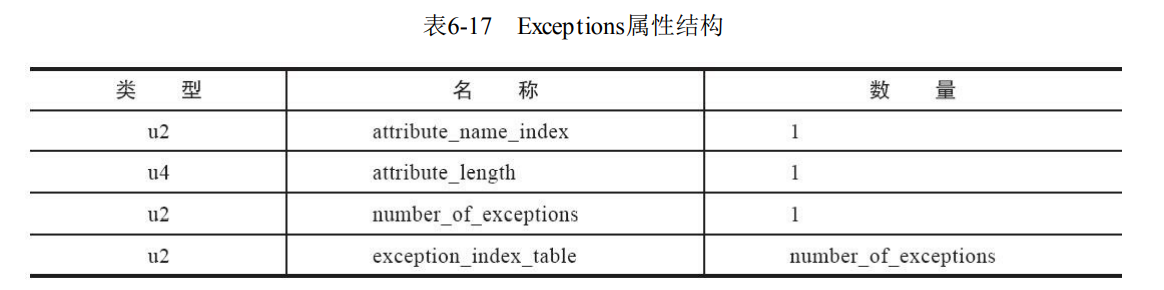 表6-17 Exceptions属性结构
类 型 名 称 数 量
u2 attribute_name_index 1
u4 attribute_length 1
u2 number_of_exceptions 1
u2 exception_index_table number_of_exceptions